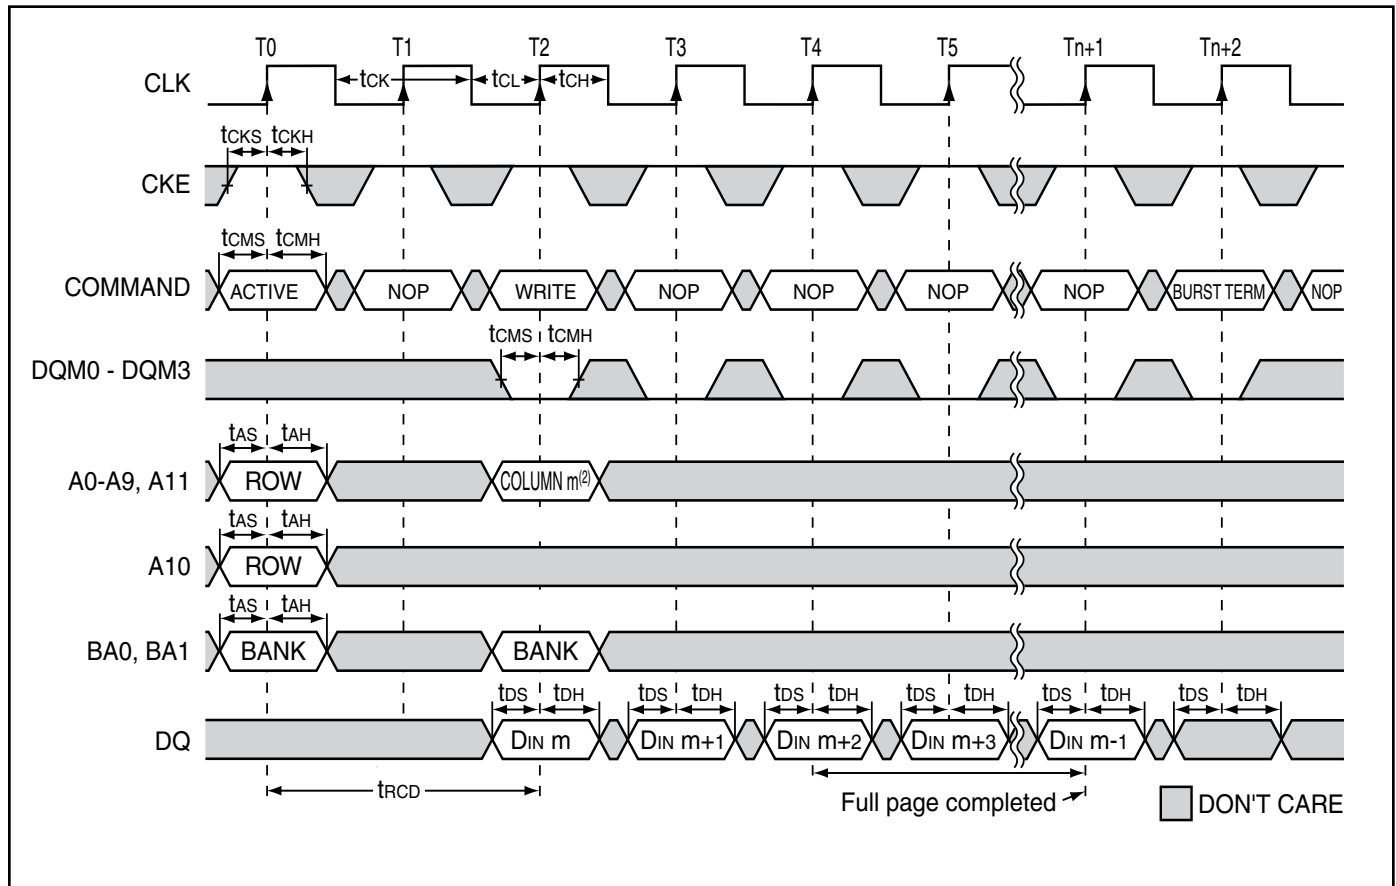 T0 T1 T2 T3 T4 T5 Tn+1 Tn+2
CLK
tCK tCL tCH
tCKS tCKH
CKE
tCMS tCMH
COMMAND ACTIVE NOP WRITE NOP NOP NOP NOP BURST TERM NOP
tCMS tCMH
DQM0 - DQM3
tAS tAH
A0-A9, A11 ROW COLUMN m(2)
tAS tAH
A10 ROW
tAS tAH
BA0, BA1 BANK BANK
tDS tDH tDS tDH tDS tDH tDS tDH tDS tDH tDS tDH
DQ DIN m DIN m+1 DIN m+2 DIN m+3 DIN m-1
tRCD
Full page completed
DON'T CARE